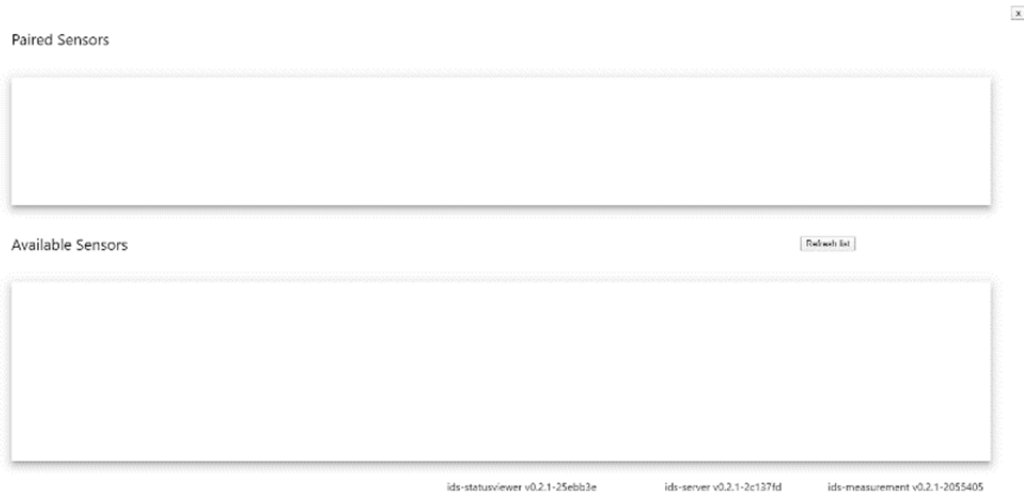 x
Paired Sensors
Available Sensors
Refresh list
ids-statusviewer v0.2.1-25ebb3e
ids-server v0.2.1-2c137fd
ids-measurement v0.2.1-2055405